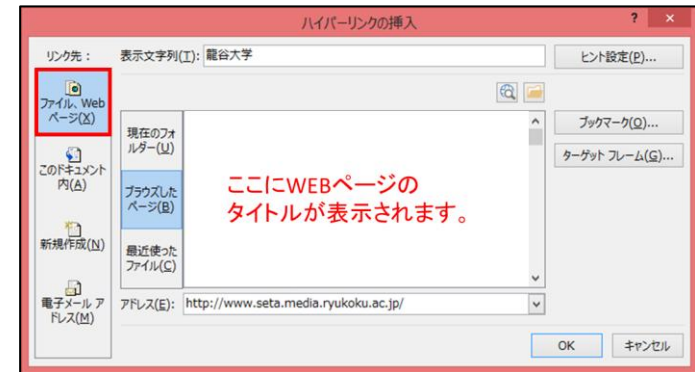 ハイパーリンクの挿入
? ×
リンク先：
表示文字列(T): 龍谷大学
ヒント設定(P)...
ファイル、Web
ページ(X)
このドキュメント
内(A)
新規作成(N)
電子メール ア
ドレス(M)
現在のフォ
ルダー(U)
ブラウズした
ページ(B)
最近使った
ファイル(C)
ここにWEBページの
タイトルが表示されます。
ブックマーク(O)...
ターゲット フレーム(G)...
アドレス(E): http://www.seta.media.ryukoku.ac.jp/
OK
キャンセル